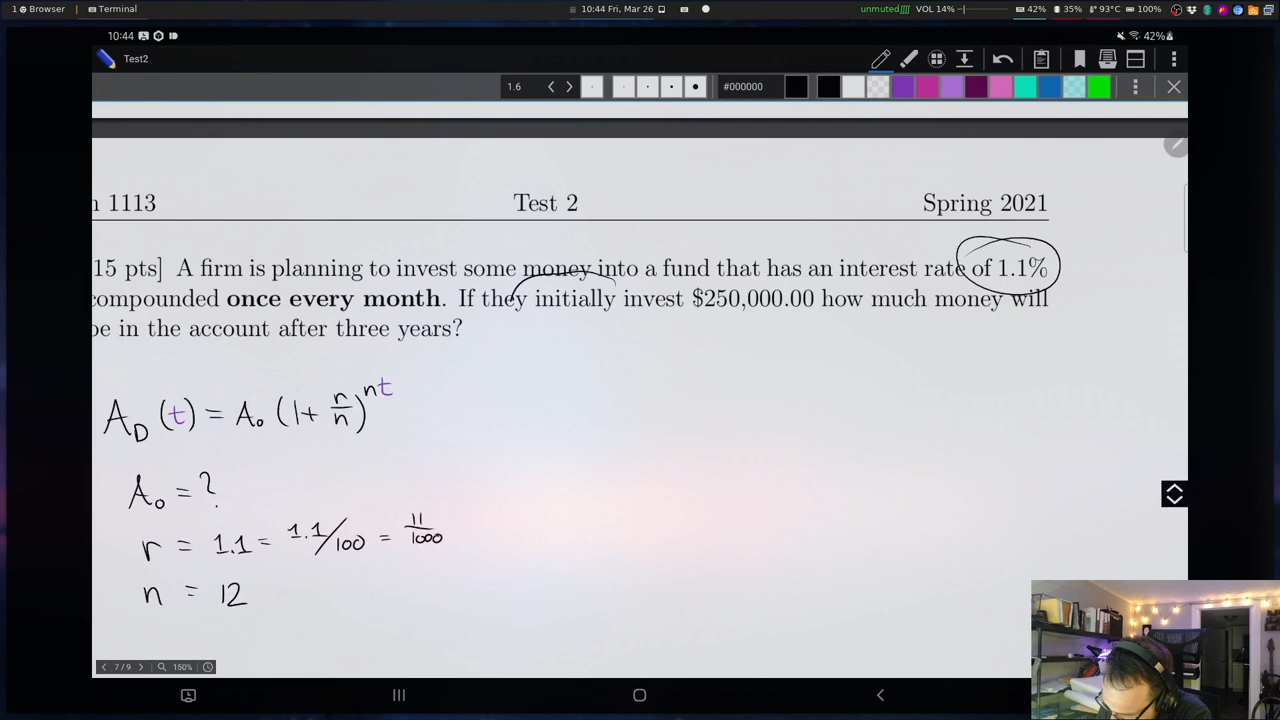 1 Browser Terminal 10:44 Fri, Mar 26 unmuted VOL 14% 42% 35% 93°C 100%
10:44 42%
Test2
1.6 #000000
n 1113 Test 2 Spring 2021
15 pts] A firm is planning to invest some money into a fund that has an interest rate of 1.1%
compounded once every month. If they initially invest $250,000.00 how much money will
be in the account after three years?
A_D (t) = A_0 (1 + r/n)^{nt}
A_0 = ?
r = 1.1 = 1.1/100 = 11/1000
n = 12
7 / 9 150%